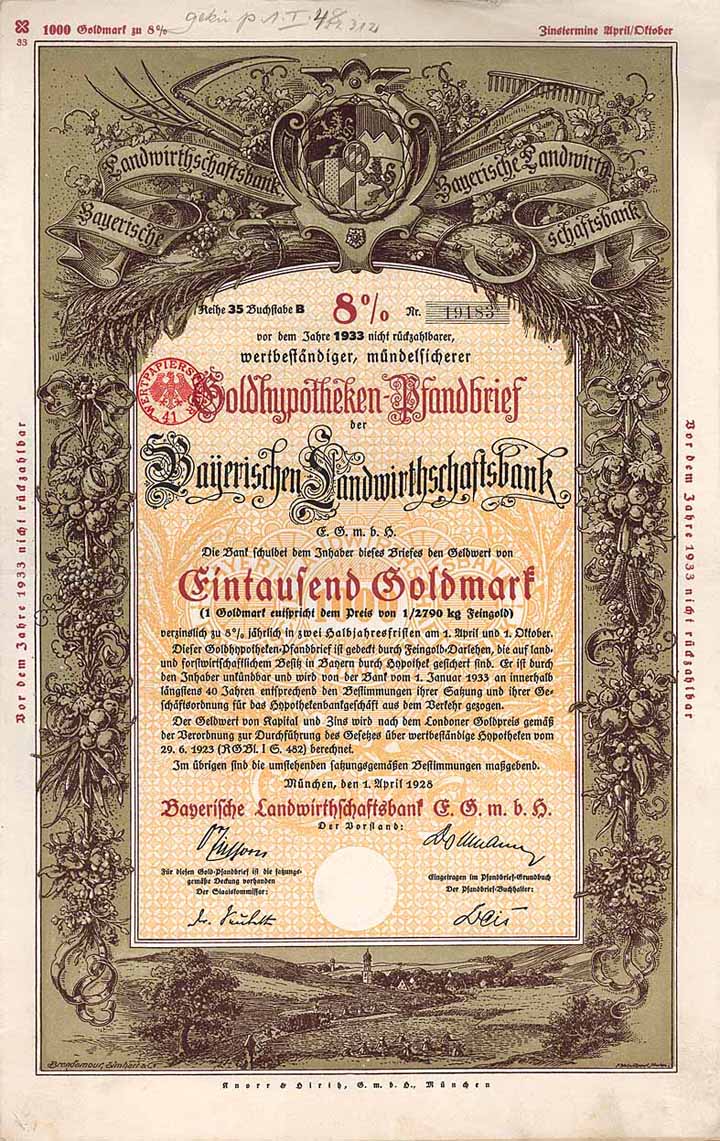 1000 Goldmark zu 8%
Zinstermine April/Oktober
33
Bayerische
Landwirthschaftsbank
Bayerische Landwirth
schaftsbank
Reihe 35 Buchstabe B 8% Nr. 19183
vor dem Jahre 1933 nicht rückzahlbarer,
wertbeständiger, mündelsicherer
Goldhypotheken-Pfandbrief
der
Bayerischen Landwirthschaftsbank
E. G. m. b. H.
Die Bank schuldet dem Inhaber dieses Briefes den Geldwert von
Eintausend Goldmark
(1 Goldmark entspricht dem Preis von 1/2790 kg Feingold)
verzinslich zu 8% jährlich in zwei Halbjahresfristen am 1. April und 1. Oktober.
Dieser Goldhypotheken-Pfandbrief ist gedeckt durch Feingold-Darlehen, die auf land-
und forstwirtschaftlichem Besitz in Bayern durch Hypothek gesichert sind. Er ist durch
den Inhaber unkündbar und wird von der Bank vom 1. Januar 1933 an innerhalb
längstens 40 Jahren entsprechend den Bestimmungen ihrer Satzung und ihrer Ge-
schäftsordnung für das Hypothekenbankgeschäft aus dem Verkehr gezogen.
Der Geldwert von Kapital und Zins wird nach dem Londoner Goldpreis gemäß
der Verordnung zur Durchführung des Gesetzes über wertbeständige Hypotheken vom
29. 6. 1923 (RGBl. I S. 482) berechnet.
Im übrigen sind die umstehenden satzungsgemäßen Bestimmungen maßgebend.
München, den 1. April 1928
Bayerische Landwirthschaftsbank E. G. m. b. H.
Der Vorstand:
Für diesen Gold-Pfandbrief ist die satzungs-
gemäße Deckung vorhanden
Der Staatskommissar:
Eingetragen im Pfandbrief-Grundbuch
Der Pfandbrief-Buchhalter:
Vor dem Jahre 1933 nicht rückzahlbar
Vor dem Jahre 1933 nicht rückzahlbar
41
Brendamour, Simhart & Co
Knorr & Hirth, G. m. b. H., München